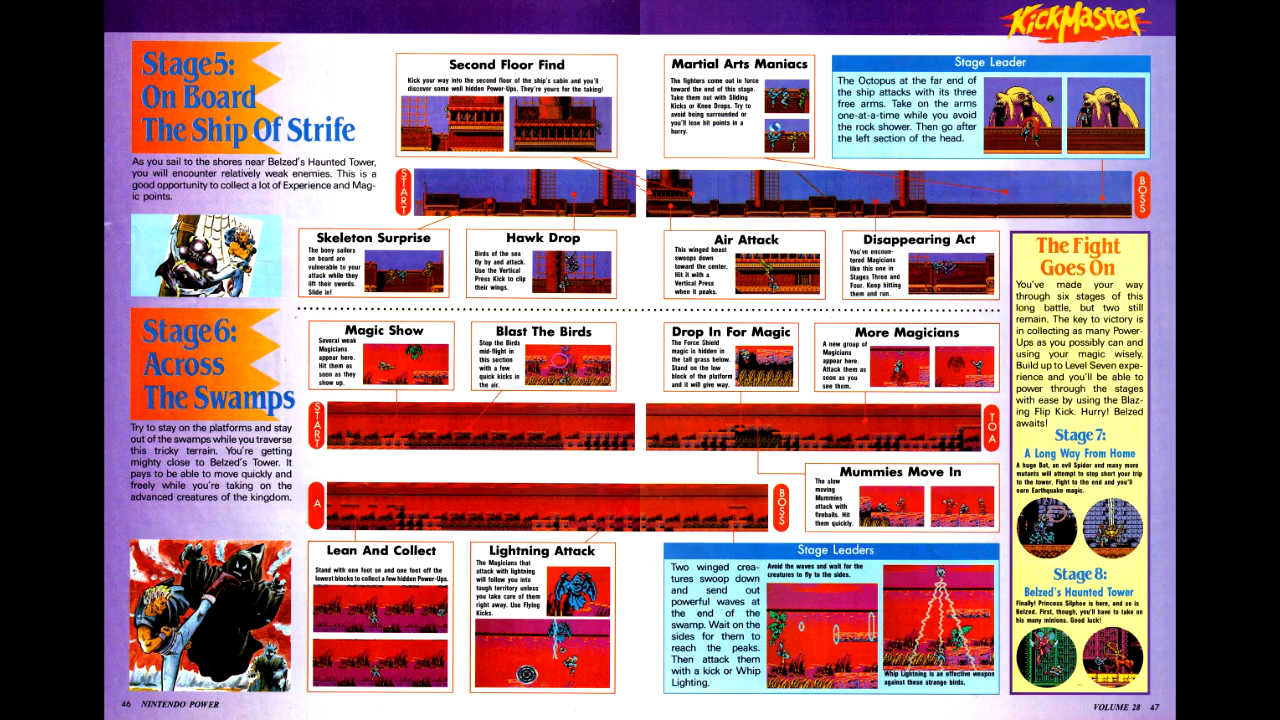 KickMaster
Stage 5:
On Board
The Ship Of Strife
As you sail to the shores near Belzed's Haunted Tower,
you will encounter relatively weak enemies. This is a
good opportunity to collect a lot of Experience and Mag-
ic points.
Second Floor Find
Kick your way into the second floor of the ship's cabin and you'll
discover some well hidden Power-Ups. They're yours for the taking!
Martial Arts Maniacs
The fighters come out in force
toward the end of this stage.
Take them out with Sliding
Kicks or Knee Drops. Try to
avoid being surrounded or
you'll lose hit points in a
hurry.
Stage Leader
The Octopus at the far end of
the ship attacks with its three
free arms. Take on the arms
one-at-a-time while you avoid
the rock shower. Then go after
the left section of the head.
START
BOSS
Skeleton Surprise
The bony sailors
on board are
vulnerable to your
attack while they
lift their swords.
Slide in!
Hawk Drop
Birds of the sea
fly by and attack.
Use the Vertical
Press Kick to clip
their wings.
Air Attack
This winged beast
swoops down
toward the center.
Hit it with a
Vertical Press
when it peaks.
Disappearing Act
You've encoun-
tered Magicians
like this one in
Stages Three and
Four. Keep hitting
them and run.
Stage 6:
Across
The Swamps
Try to stay on the platforms and stay
out of the swamps while you traverse
this tricky terrain. You're getting
mighty close to Belzed's Tower. It
pays to be able to move quickly and
freely while you're taking on the
advanced creatures of the kingdom.
Magic Show
Several weak
Magicians
appear here.
Hit them as
soon as they
show up.
Blast The Birds
Stop the Birds
mid-flight in
this section
with a few
quick kicks in
the air.
Drop In For Magic
The Force Shield
magic is hidden in
the tall grass below.
Stand on the low
block of the platform
and it will give way.
More Magicians
A new group of
Magicians
appear here.
Attack them as
soon as you
see them.
START
TO A
A
BOSS
Mummies Move In
The slow
moving
Mummies
attack with
fireballs. Hit
them quickly.
Lean And Collect
Stand with one foot on and one foot off the
lowest blocks to collect a few hidden Power-Ups.
Lightning Attack
The Magicians that
attack with lightning
will follow you into
tough territory unless
you take care of them
right away. Use Flying
Kicks.
Stage Leaders
Two winged crea-
tures swoop down
and send out
powerful waves at
the end of the
swamp. Wait on the
sides for them to
reach the peaks.
Then attack them
with a kick or Whip
Lighting.
Avoid the waves and wait for the
creatures to fly to the sides.
Whip Lightning is an effective weapon
against these strange birds.
The Fight
Goes On
You've made your way
through six stages of this
long battle, but two still
remain. The key to victory is
in collecting as many Power-
Ups as you possibly can and
using your magic wisely.
Build up to Level Seven expe-
rience and you'll be able to
power through the stages
with ease by using the Blaz-
ing Flip Kick. Hurry! Belzed
awaits!
Stage 7:
A Long Way From Home
A huge Bat, an evil Spider and many more
mutants will attempt to stop short your trip
to the tower. Fight to the end and you'll
earn Earthquake magic.
Stage 8:
Belzed's Haunted Tower
Finally! Princess Silphee is here, and so is
Belzed. First, though, you'll have to take on
his many minions. Good luck!
46 NINTENDO POWER
VOLUME 28 47